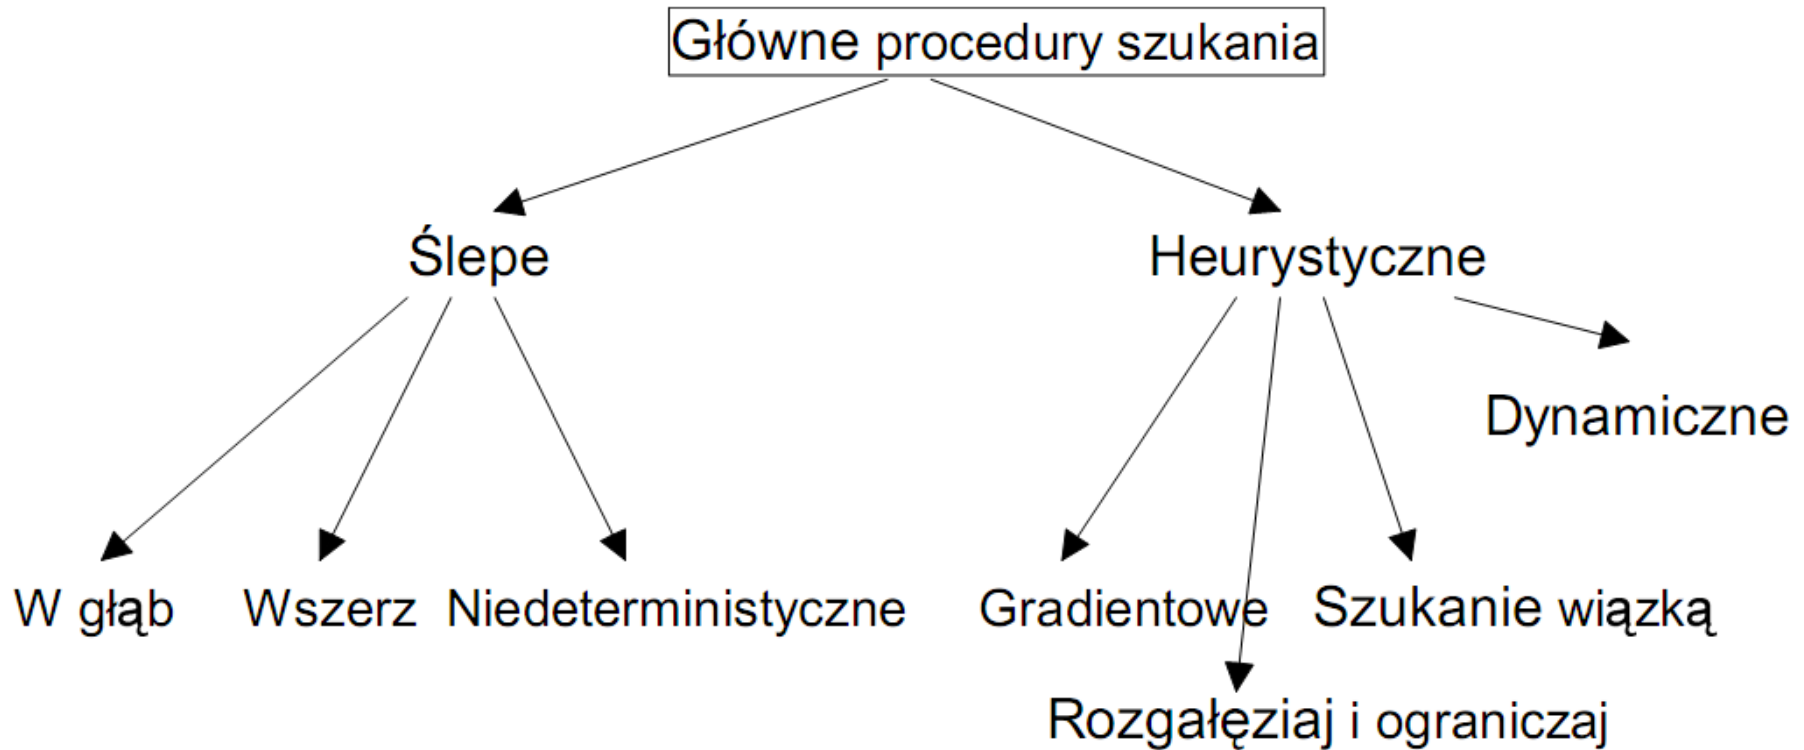 Główne procedury szukania
Ślepe
Heurystyczne
Dynamiczne
W głąb
Wszerz
Niedeterministyczne
Gradientowe
Szukanie wiązką
Rozgałęziaj i ograniczaj